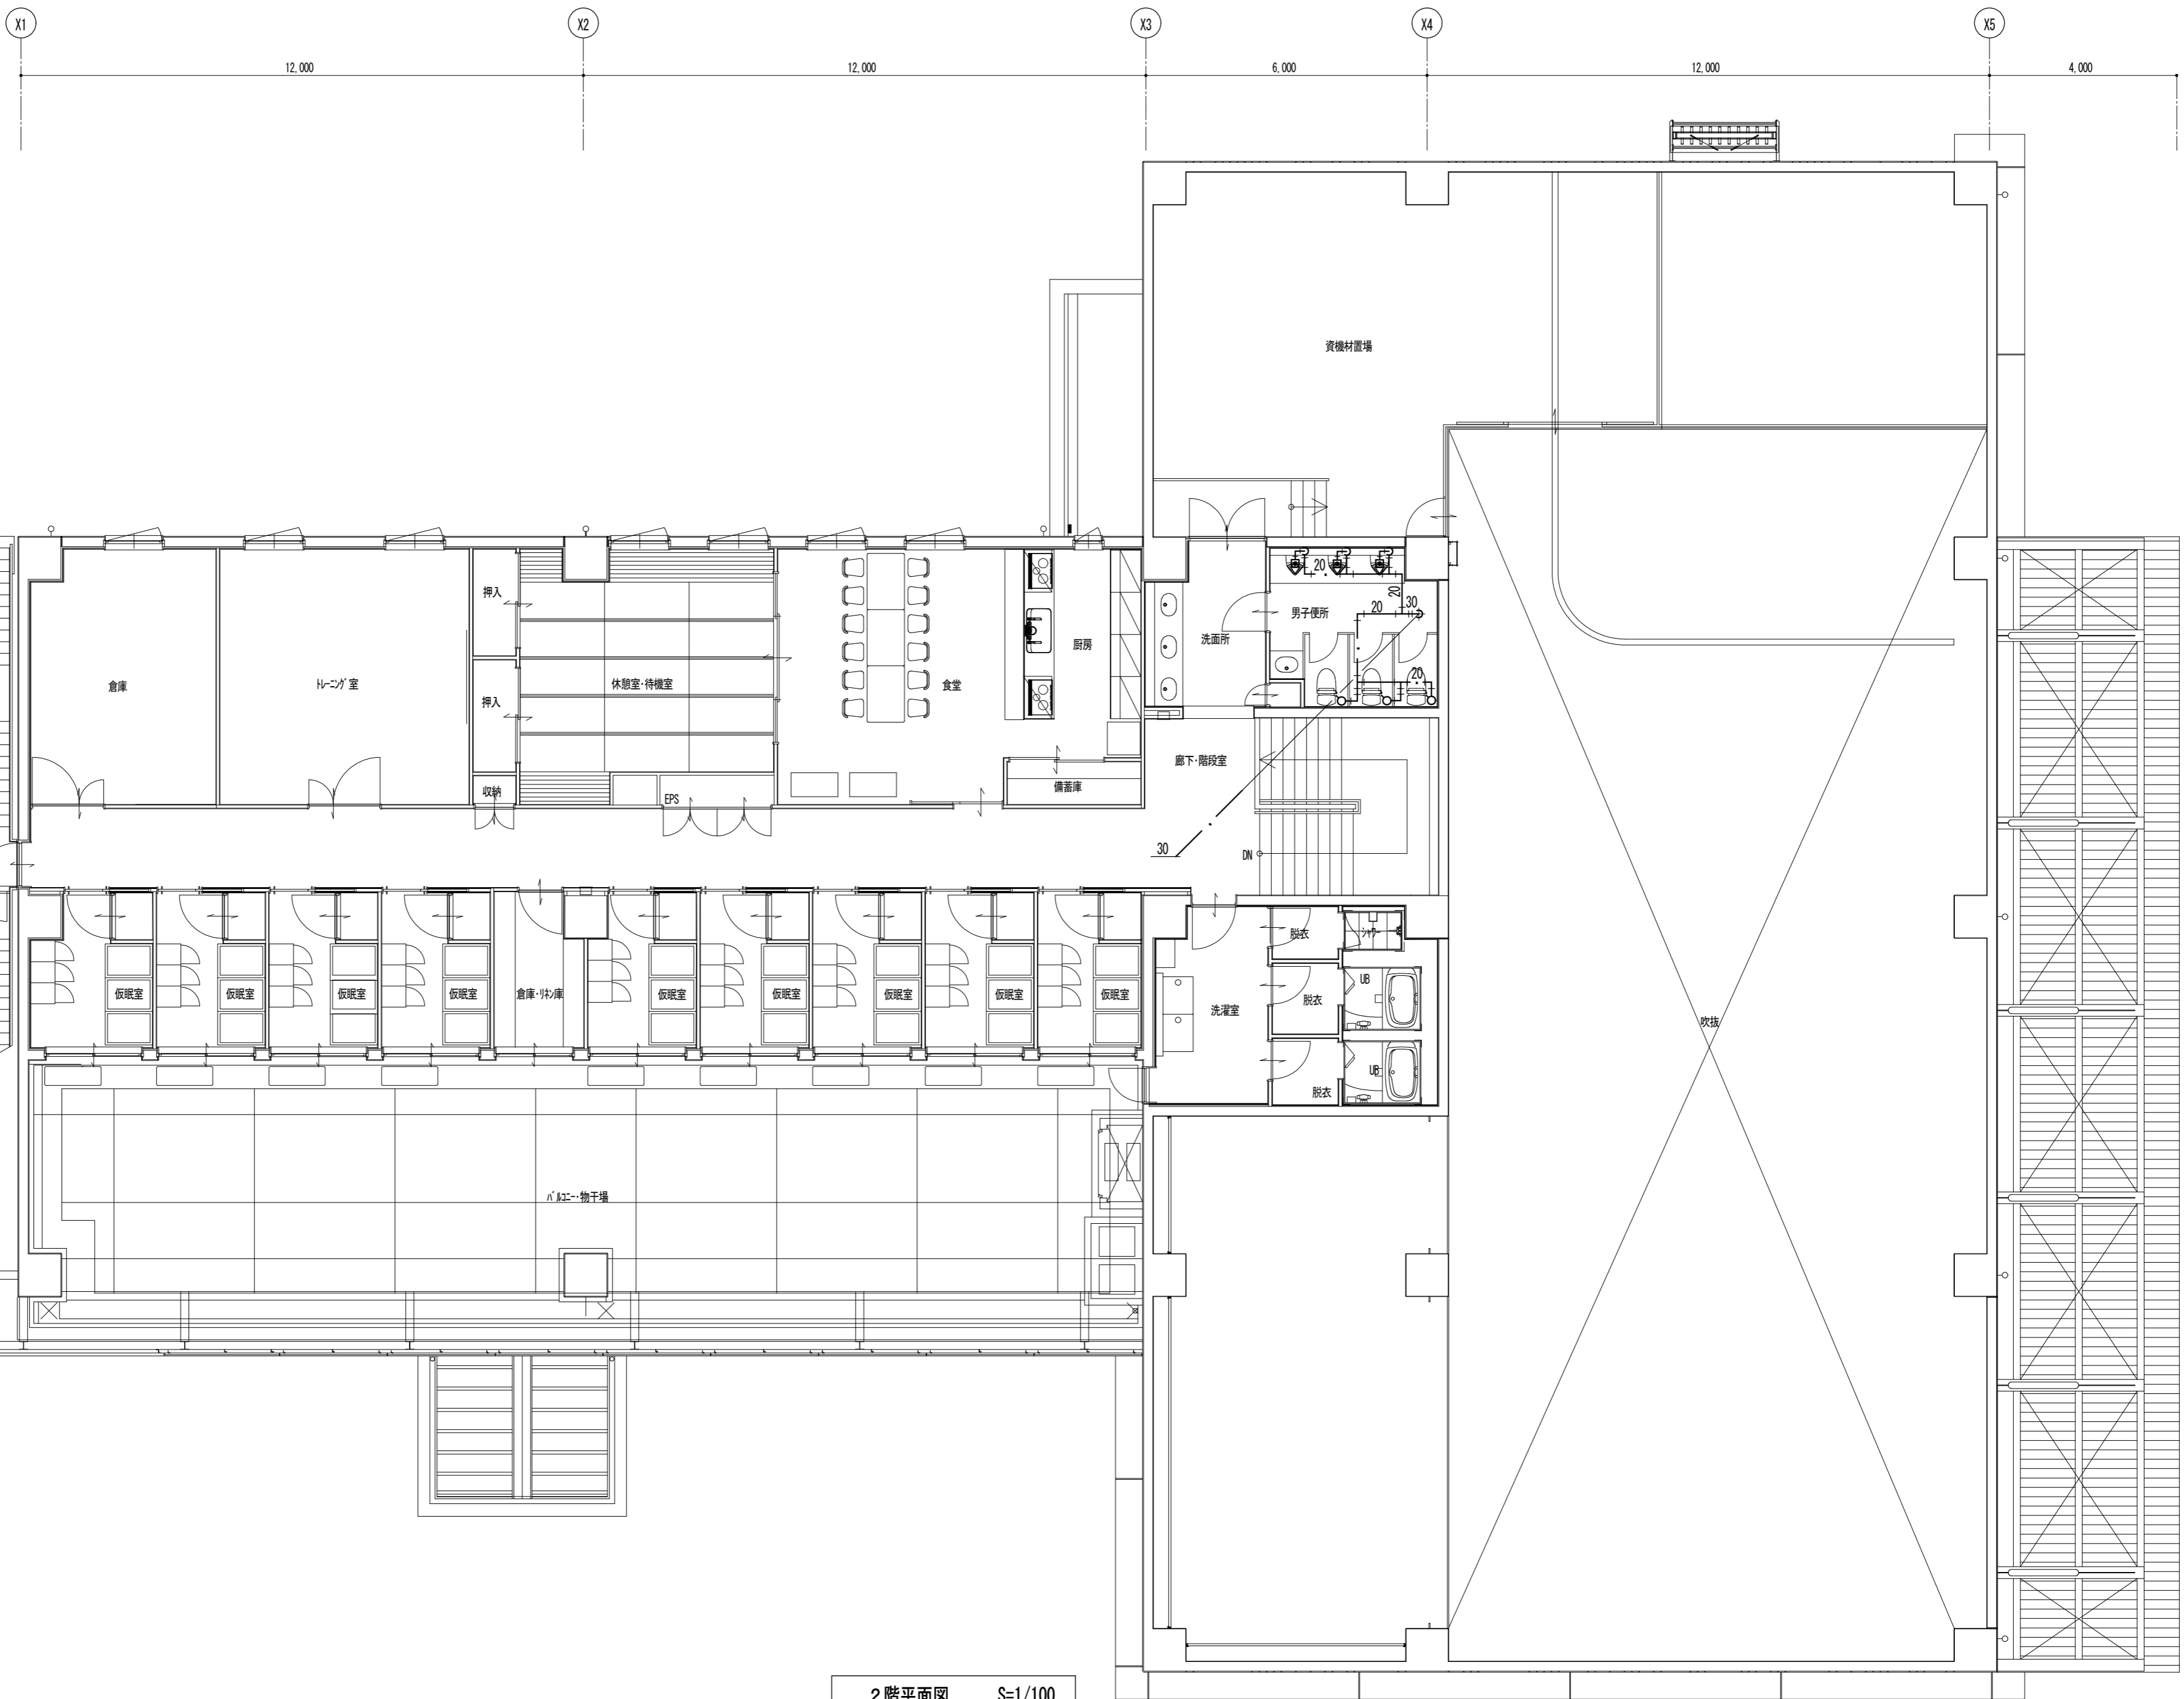 X1
X2
X3
X4
X5
12,000
12,000
6,000
12,000
4,000
資機材置場
押入
20
20
男子便所
20
30
洗面所
厨房
倉庫
ﾄﾚｰﾆﾝｸﾞ室
休憩室・待機室
食堂
20
押入
廊下・階段室
収納
EPS
備蓄庫
30
DN
脱衣
ｼｬﾜｰ
仮眠室
仮眠室
仮眠室
仮眠室
倉庫・ﾘﾈﾝ庫
仮眠室
仮眠室
仮眠室
仮眠室
仮眠室
UB
脱衣
洗濯室
吹抜
UB
脱衣
ﾊﾞﾙｺﾆｰ・物干場
２階平面図 S=1/100